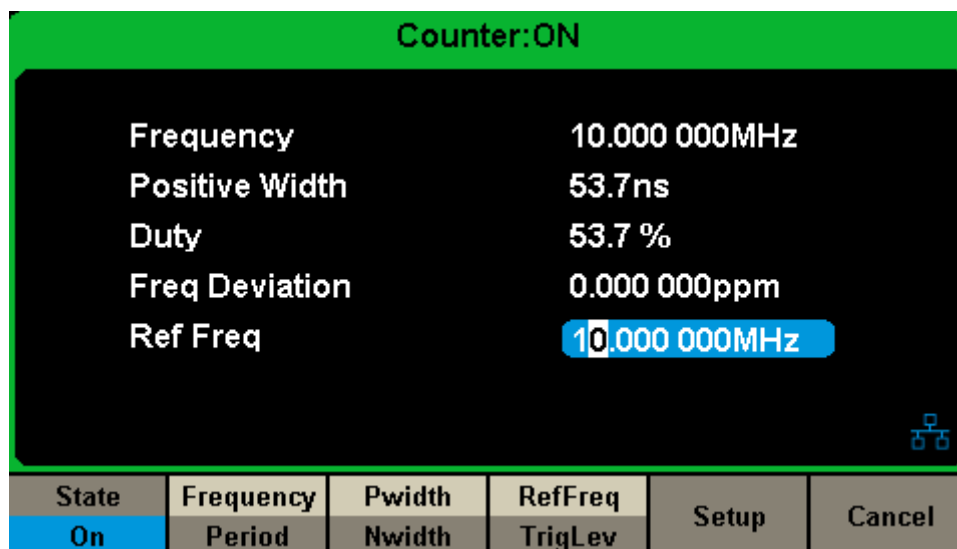 Counter:ON
Frequency 10.000 000MHz
Positive Width 53.7ns
Duty 53.7 %
Freq Deviation 0.000 000ppm
Ref Freq 10.000 000MHz
State Frequency Pwidth RefFreq Setup Cancel
On Period Nwidth TrigLev